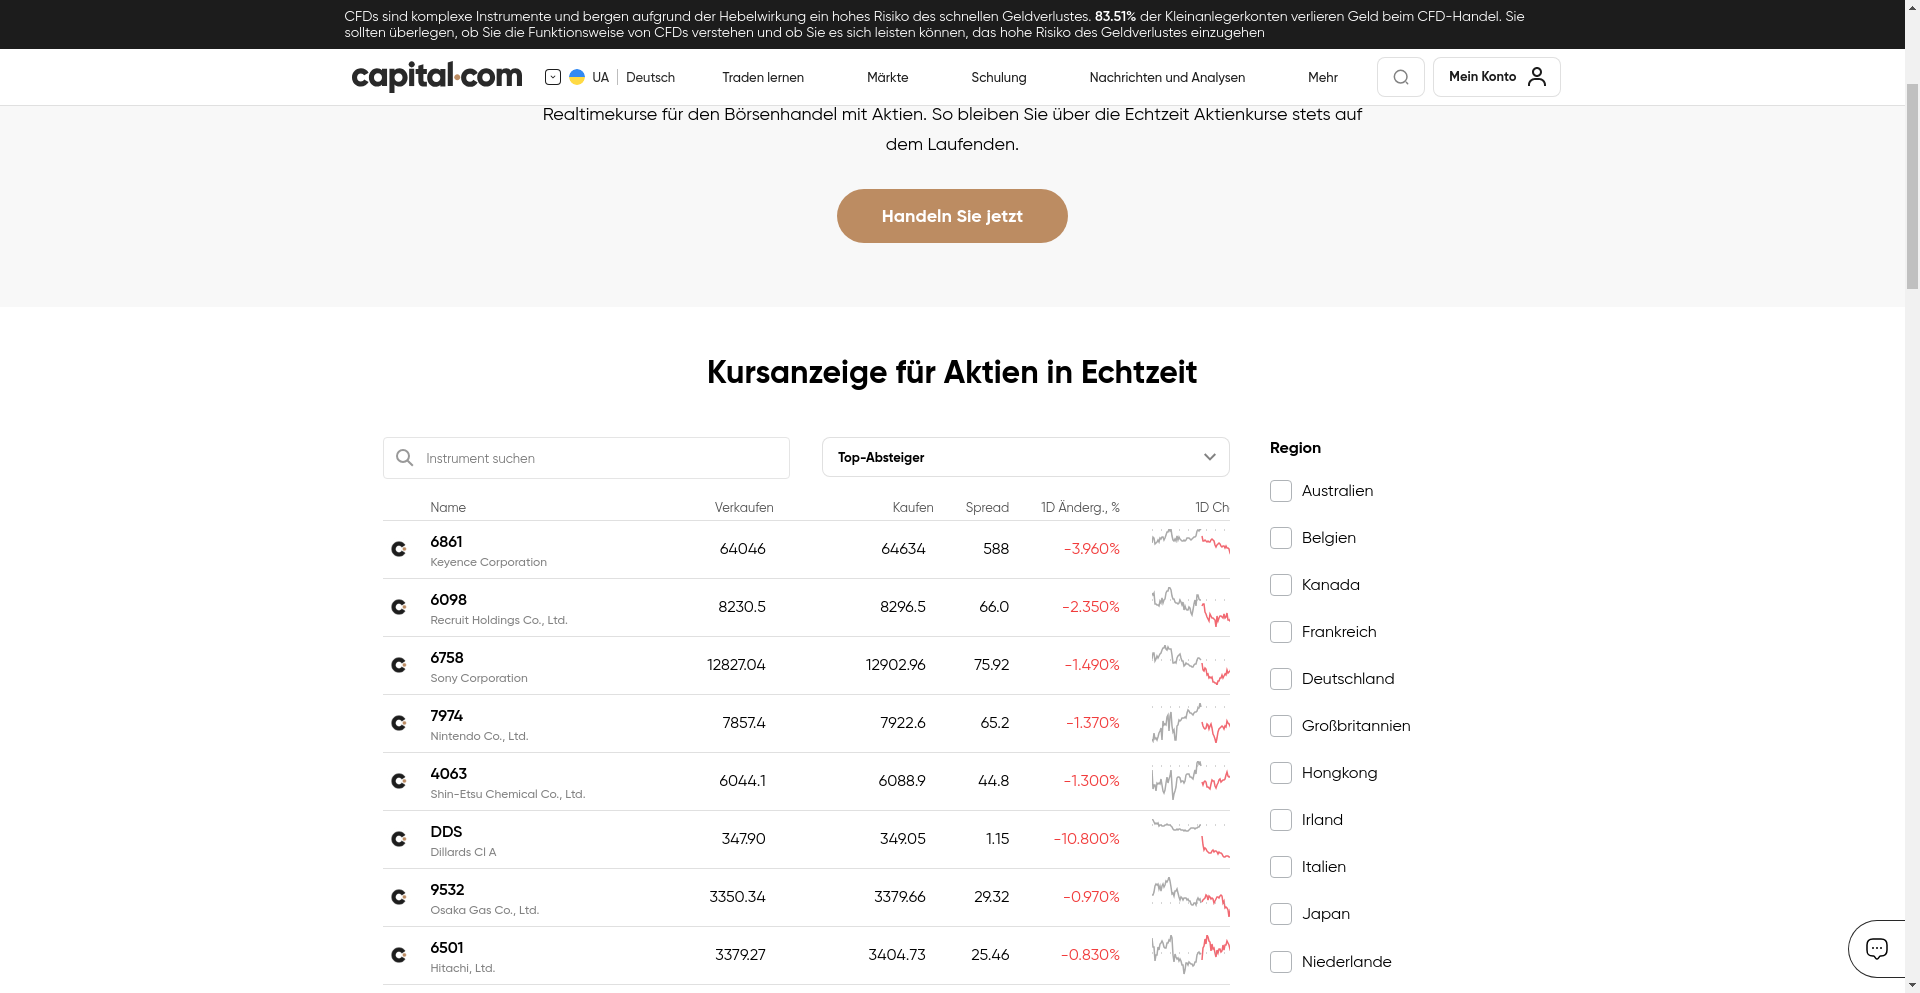 CFDs sind komplexe Instrumente und bergen aufgrund der Hebelwirkung ein hohes Risiko des schnellen Geldverlustes. 83.51% der Kleinanlegerkonten verlieren Geld beim CFD-Handel. Sie
sollten überlegen, ob Sie die Funktionsweise von CFDs verstehen und ob Sie es sich leisten können, das hohe Risiko des Geldverlustes einzugehen
capital.com UA Deutsch Traden lernen Märkte Schulung Nachrichten und Analysen Mehr Mein Konto
Realtimekurse für den Börsenhandel mit Aktien. So bleiben Sie über die Echtzeit Aktienkurse stets auf
dem Laufenden.
Handeln Sie jetzt
Kursanzeige für Aktien in Echtzeit
Instrument suchen
Top-Absteiger
Name Verkaufen Kaufen Spread 1D Änderg., % 1D Ch
6861 64046 64634 588 -3.960%
Keyence Corporation
6098 8230.5 8296.5 66.0 -2.350%
Recruit Holdings Co., Ltd.
6758 12827.04 12902.96 75.92 -1.490%
Sony Corporation
7974 7857.4 7922.6 65.2 -1.370%
Nintendo Co., Ltd.
4063 6044.1 6088.9 44.8 -1.300%
Shin-Etsu Chemical Co., Ltd.
DDS 347.90 349.05 1.15 -10.800%
Dillards Cl A
9532 3350.34 3379.66 29.32 -0.970%
Osaka Gas Co., Ltd.
6501 3379.27 3404.73 25.46 -0.830%
Hitachi, Ltd.
Region
Australien
Belgien
Kanada
Frankreich
Deutschland
Großbritannien
Hongkong
Irland
Italien
Japan
Niederlande